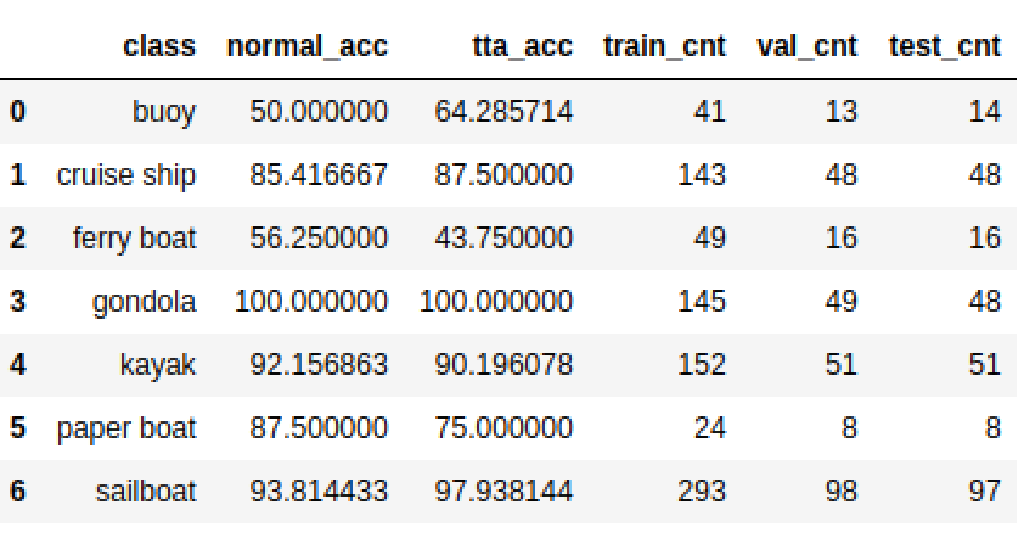 class normal_acc tta_acc train_cnt val_cnt test_cnt
0 buoy 50.000000 64.285714 41 13 14
1 cruise ship 85.416667 87.500000 143 48 48
2 ferry boat 56.250000 43.750000 49 16 16
3 gondola 100.000000 100.000000 145 49 48
4 kayak 92.156863 90.196078 152 51 51
5 paper boat 87.500000 75.000000 24 8 8
6 sailboat 93.814433 97.938144 293 98 97